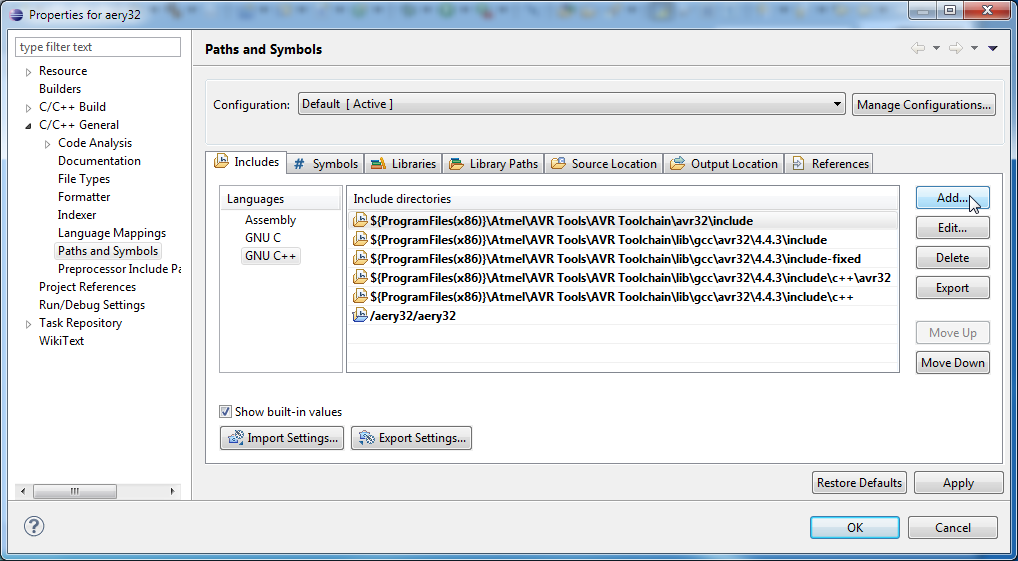 Properties for aery32
type filter text
Paths and Symbols
Resource
Builders
C/C++ Build
C/C++ General
Code Analysis
Documentation
File Types
Formatter
Indexer
Language Mappings
Paths and Symbols
Preprocessor Include Pa
Project References
Run/Debug Settings
Task Repository
WikiText
Configuration:
Default [ Active ]
Manage Configurations...
Includes
# Symbols
Libraries
Library Paths
Source Location
Output Location
References
Languages
Assembly
GNU C
GNU C++
Include directories
${ProgramFiles(x86)}\Atmel\AVR Tools\AVR Toolchain\avr32\include
${ProgramFiles(x86)}\Atmel\AVR Tools\AVR Toolchain\lib\gcc\avr32\4.4.3\include
${ProgramFiles(x86)}\Atmel\AVR Tools\AVR Toolchain\lib\gcc\avr32\4.4.3\include-fixed
${ProgramFiles(x86)}\Atmel\AVR Tools\AVR Toolchain\lib\gcc\avr32\4.4.3\include\c++\avr32
${ProgramFiles(x86)}\Atmel\AVR Tools\AVR Toolchain\lib\gcc\avr32\4.4.3\include\c++
/aery32/aery32
Add...
Edit...
Delete
Export
Move Up
Move Down
Show built-in values
Import Settings...
Export Settings...
Restore Defaults
Apply
?
OK
Cancel